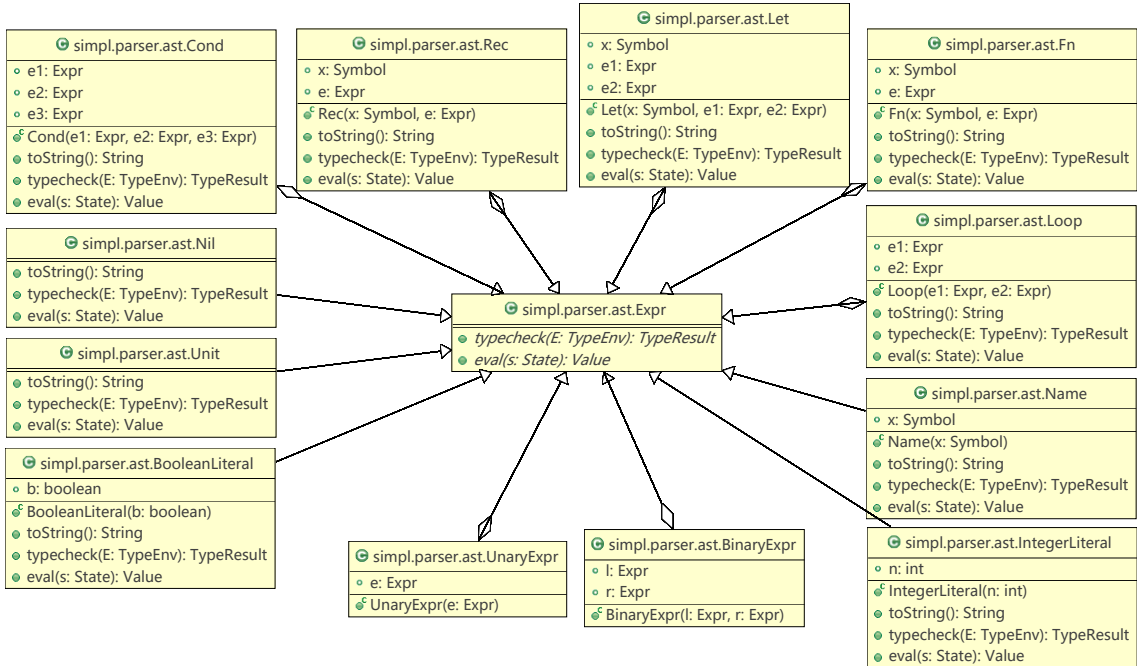 simpl.parser.ast.Cond
e1: Expr
e2: Expr
e3: Expr
Cond(e1: Expr, e2: Expr, e3: Expr)
toString(): String
typecheck(E: TypeEnv): TypeResult
eval(s: State): Value
simpl.parser.ast.Rec
x: Symbol
e: Expr
Rec(x: Symbol, e: Expr)
toString(): String
typecheck(E: TypeEnv): TypeResult
eval(s: State): Value
simpl.parser.ast.Let
x: Symbol
e1: Expr
e2: Expr
Let(x: Symbol, e1: Expr, e2: Expr)
toString(): String
typecheck(E: TypeEnv): TypeResult
eval(s: State): Value
simpl.parser.ast.Fn
x: Symbol
e: Expr
Fn(x: Symbol, e: Expr)
toString(): String
typecheck(E: TypeEnv): TypeResult
eval(s: State): Value
simpl.parser.ast.Nil
toString(): String
typecheck(E: TypeEnv): TypeResult
eval(s: State): Value
simpl.parser.ast.Loop
e1: Expr
e2: Expr
Loop(e1: Expr, e2: Expr)
toString(): String
typecheck(E: TypeEnv): TypeResult
eval(s: State): Value
simpl.parser.ast.Expr
typecheck(E: TypeEnv): TypeResult
eval(s: State): Value
simpl.parser.ast.Unit
toString(): String
typecheck(E: TypeEnv): TypeResult
eval(s: State): Value
simpl.parser.ast.Name
x: Symbol
Name(x: Symbol)
toString(): String
typecheck(E: TypeEnv): TypeResult
eval(s: State): Value
simpl.parser.ast.BooleanLiteral
b: boolean
BooleanLiteral(b: boolean)
toString(): String
typecheck(E: TypeEnv): TypeResult
eval(s: State): Value
simpl.parser.ast.UnaryExpr
e: Expr
UnaryExpr(e: Expr)
simpl.parser.ast.BinaryExpr
l: Expr
r: Expr
BinaryExpr(l: Expr, r: Expr)
simpl.parser.ast.IntegerLiteral
n: int
IntegerLiteral(n: int)
toString(): String
typecheck(E: TypeEnv): TypeResult
eval(s: State): Value